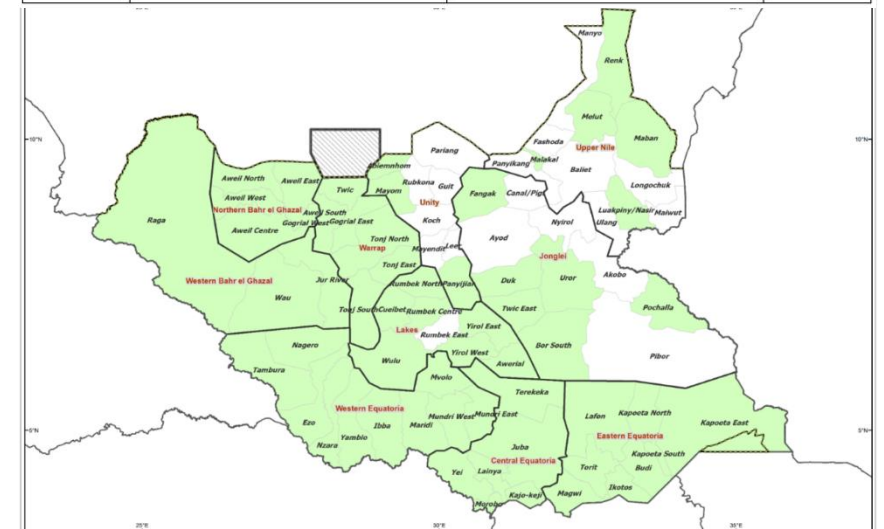 Manyo
Renk
Melut
10°N
10°N
Fashoda
Maban
Pariang
Upper Nile
Panyikang
Malakal
Abiemnhom
Baliet
Aweil North
Aweil East
Rubkona
Guit
Longochuk
Twic
Mayom
Fangak
Canal/Pigi
Aweil West
Unity
Luakpiny/Nasir
Maiwut
Northern Bahr el Ghazal
Aweil South
Raga
Gogrial West
Gogrial East
Koch
Nyirol
Ulang
Aweil Centre
Tonj North
Ayod
Warrap
Mayendit
Leer
Jonglei
Tonj East
Akobo
Western Bahr el Ghazal
Jur River
Rumbek North
Panyijiar
Duk
Uror
Wau
Pochalla
Tonj South
Cueibet
Rumbek Centre
Twic East
Lakes
Yirol East
Rumbek East
Nagero
Bor South
Yirol West
Pibor
Wulu
Awerial
Tambura
Mvolo
Terekeka
Western Equatoria
Mundri West
Mundri East
Lafon
Kapoeta North
Ezo
Ibba
Maridi
Kapoeta East
5°N
5°N
Yambio
Eastern Equatoria
Nzara
Juba
Kapoeta South
Central Equatoria
Yei
Lainya
Torit
Budi
Ikotos
Kajo-keji
Magwi
Morobo
25°E
30°E
35°E